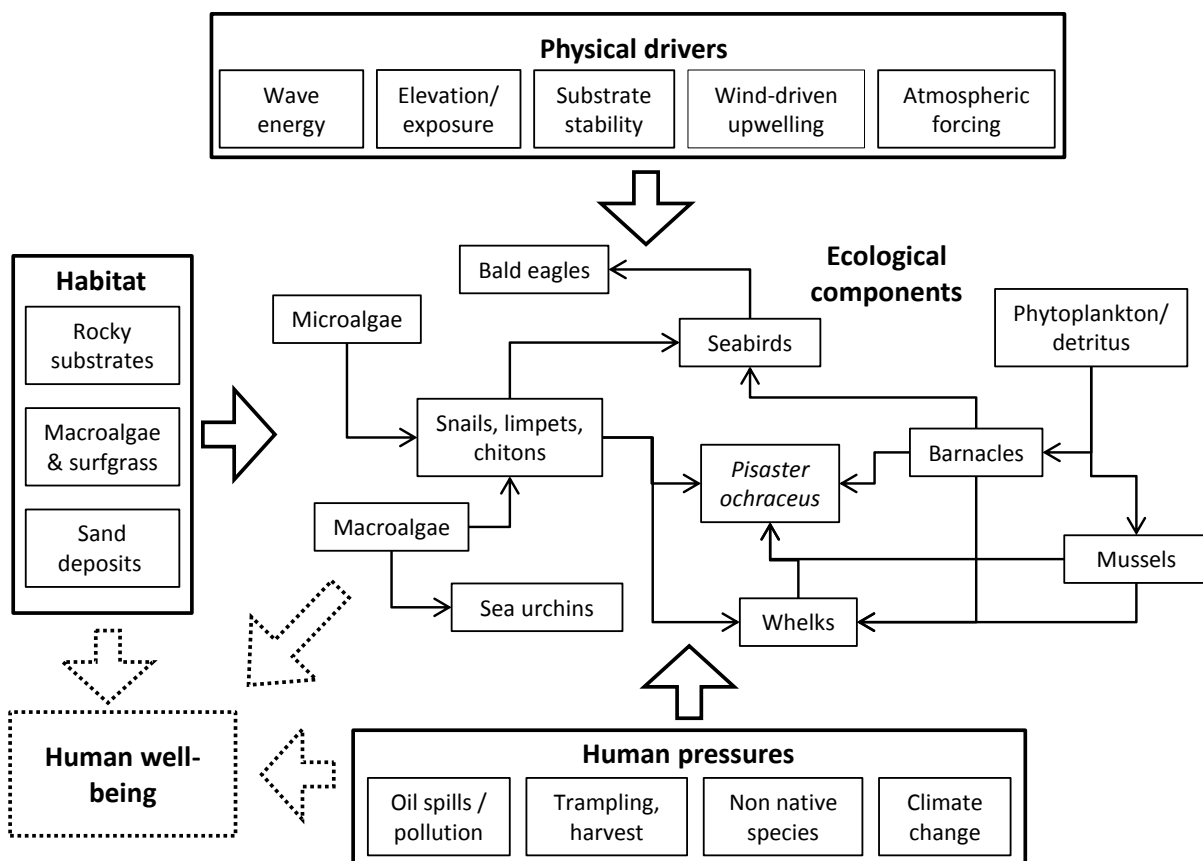 Physical drivers
Wave
energy
Elevation/
exposure
Substrate
stability
Wind-driven
upwelling
Atmospheric
forcing
Habitat
Rocky
substrates
Macroalgae
& surfgrass
Sand
deposits
Ecological
components
Bald eagles
Microalgae
Seabirds
Phytoplankton/
detritus
Snails, limpets,
chitons
Pisaster
ochraceus
Barnacles
Macroalgae
Mussels
Sea urchins
Whelks
Human well-
being
Human pressures
Oil spills /
pollution
Trampling,
harvest
Non native
species
Climate
change